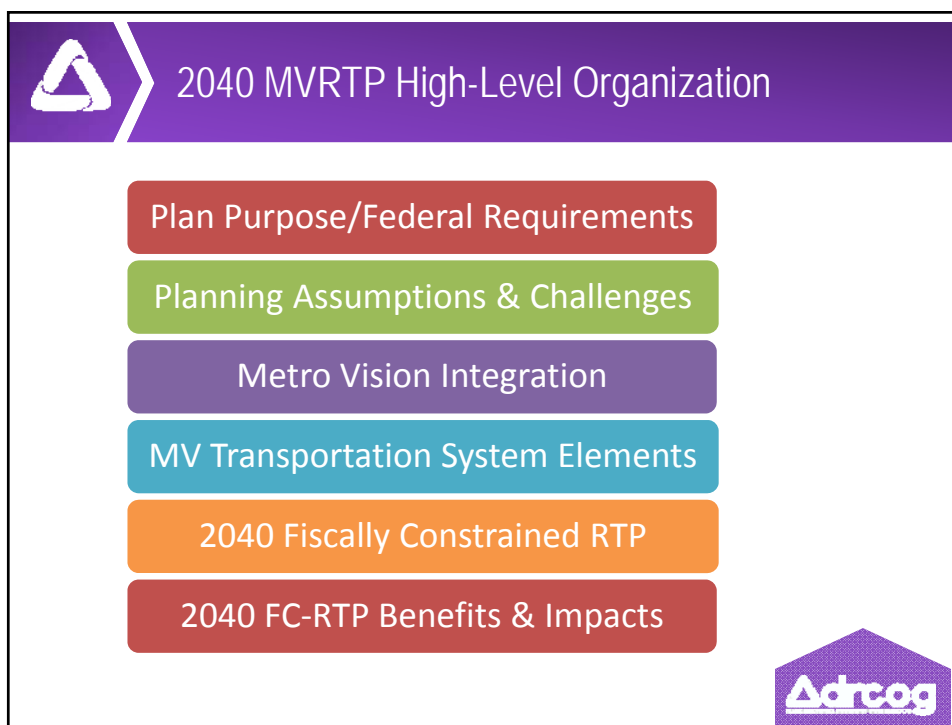 2040 MVRTP High-Level Organization
Plan Purpose/Federal Requirements
Planning Assumptions & Challenges
Metro Vision Integration
MV Transportation System Elements
2040 Fiscally Constrained RTP
2040 FC-RTP Benefits & Impacts
drcog